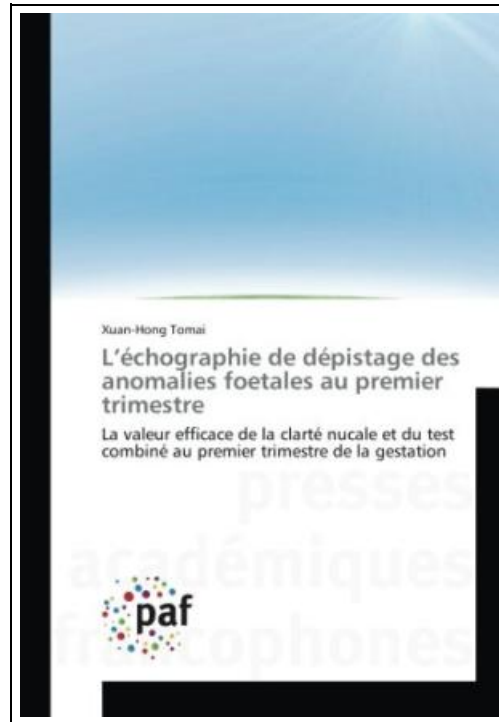 Xuan-Hong Tomai
L’échographie de dépistage des
anomalies foetales au premier
trimestre
La valeur efficace de la clarté nucale et du test
combiné au premier trimestre de la gestation
presses
académiques
francophones
paf